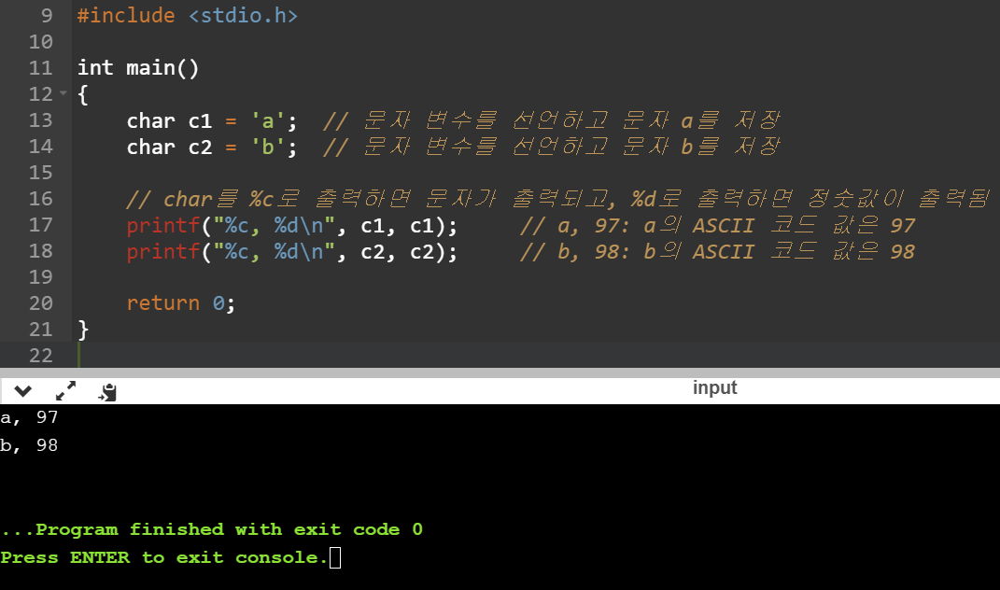 9 #include <stdio.h>
10
11 int main()
12 {
13 char c1 = 'a'; // 문자 변수를 선언하고 문자 a를 저장
14 char c2 = 'b'; // 문자 변수를 선언하고 문자 b를 저장
15
16 // char를 %c로 출력하면 문자가 출력되고, %d로 출력하면 정숫값이 출력됨
17 printf("%c, %d\n", c1, c1); // a, 97: a의 ASCII 코드 값은 97
18 printf("%c, %d\n", c2, c2); // b, 98: b의 ASCII 코드 값은 98
19
20 return 0;
21 }
22
input
a, 97
b, 98
...Program finished with exit code 0
Press ENTER to exit console.